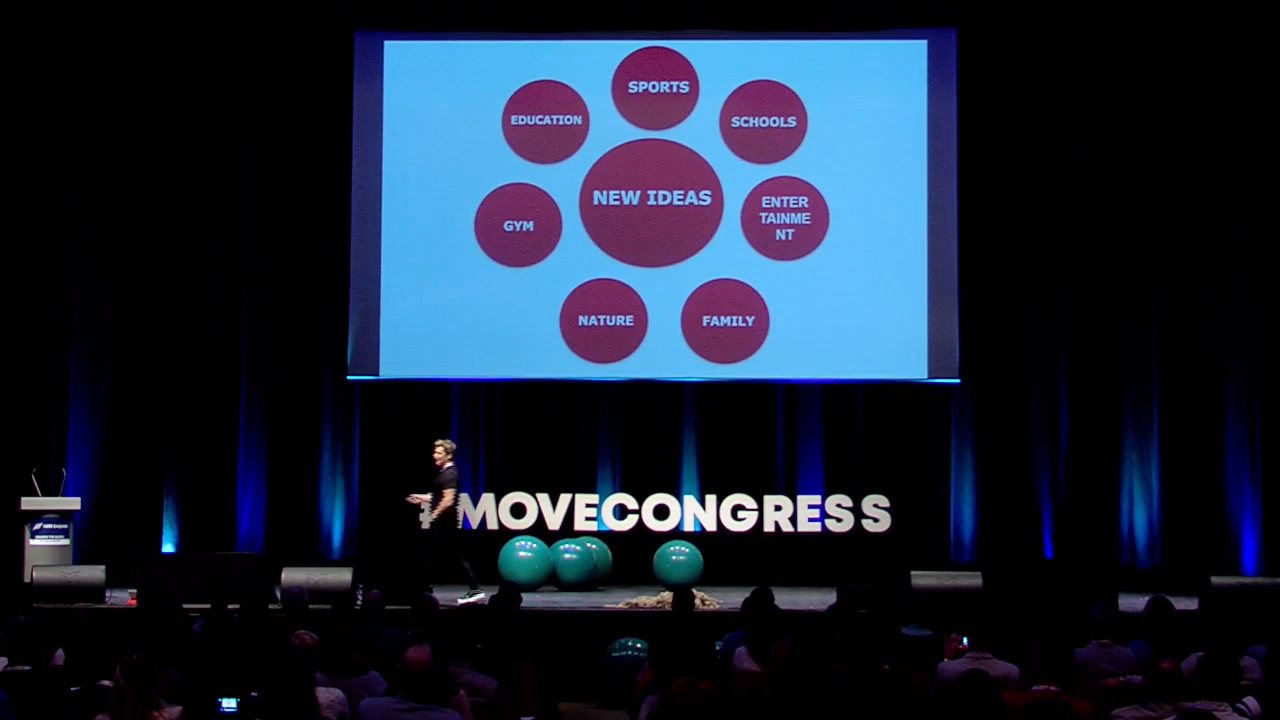 SPORTS
EDUCATION
SCHOOLS
NEW IDEAS
GYM
ENTER
TAINME
NT
NATURE
FAMILY
#MOVECONGRESS